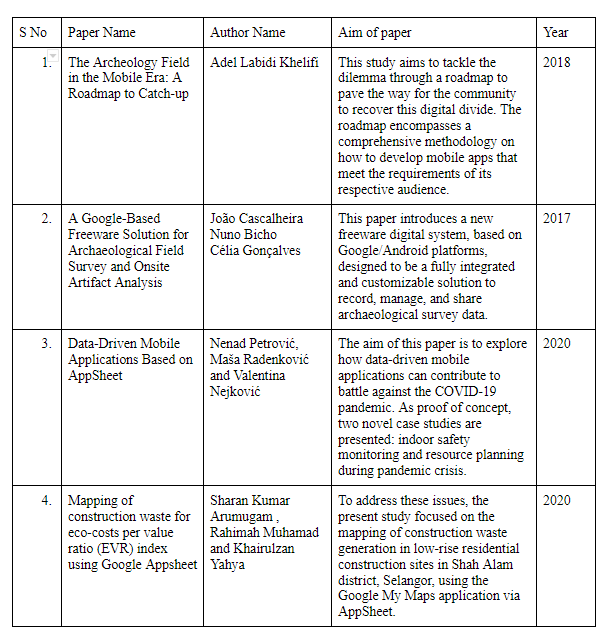 S No Paper Name Author Name Aim of paper Year
1. The Archeology Field in the Mobile Era: A Roadmap to Catch-up Adel Labidi Khelifi This study aims to tackle the dilemma through a roadmap to pave the way for the community to recover this digital divide. The roadmap encompasses a comprehensive methodology on how to develop mobile apps that meet the requirements of its respective audience. 2018
2. A Google-Based Freeware Solution for Archaeological Field Survey and Onsite Artifact Analysis João Cascalheira Nuno Bicho Célia Gonçalves This paper introduces a new freeware digital system, based on Google/Android platforms, designed to be a fully integrated and customizable solution to record, manage, and share archaeological survey data. 2017
3. Data-Driven Mobile Applications Based on AppSheet Nenad Petrović, Maša Radenković and Valentina Nejković The aim of this paper is to explore how data-driven mobile applications can contribute to battle against the COVID-19 pandemic. As proof of concept, two novel case studies are presented: indoor safety monitoring and resource planning during pandemic crisis. 2020
4. Mapping of construction waste for eco-costs per value ratio (EVR) index using Google Appsheet Sharan Kumar Arumugam , Rahimah Muhamad and Khairulzan Yahya To address these issues, the present study focused on the mapping of construction waste generation in low-rise residential construction sites in Shah Alam district, Selangor, using the Google My Maps application via AppSheet. 2020